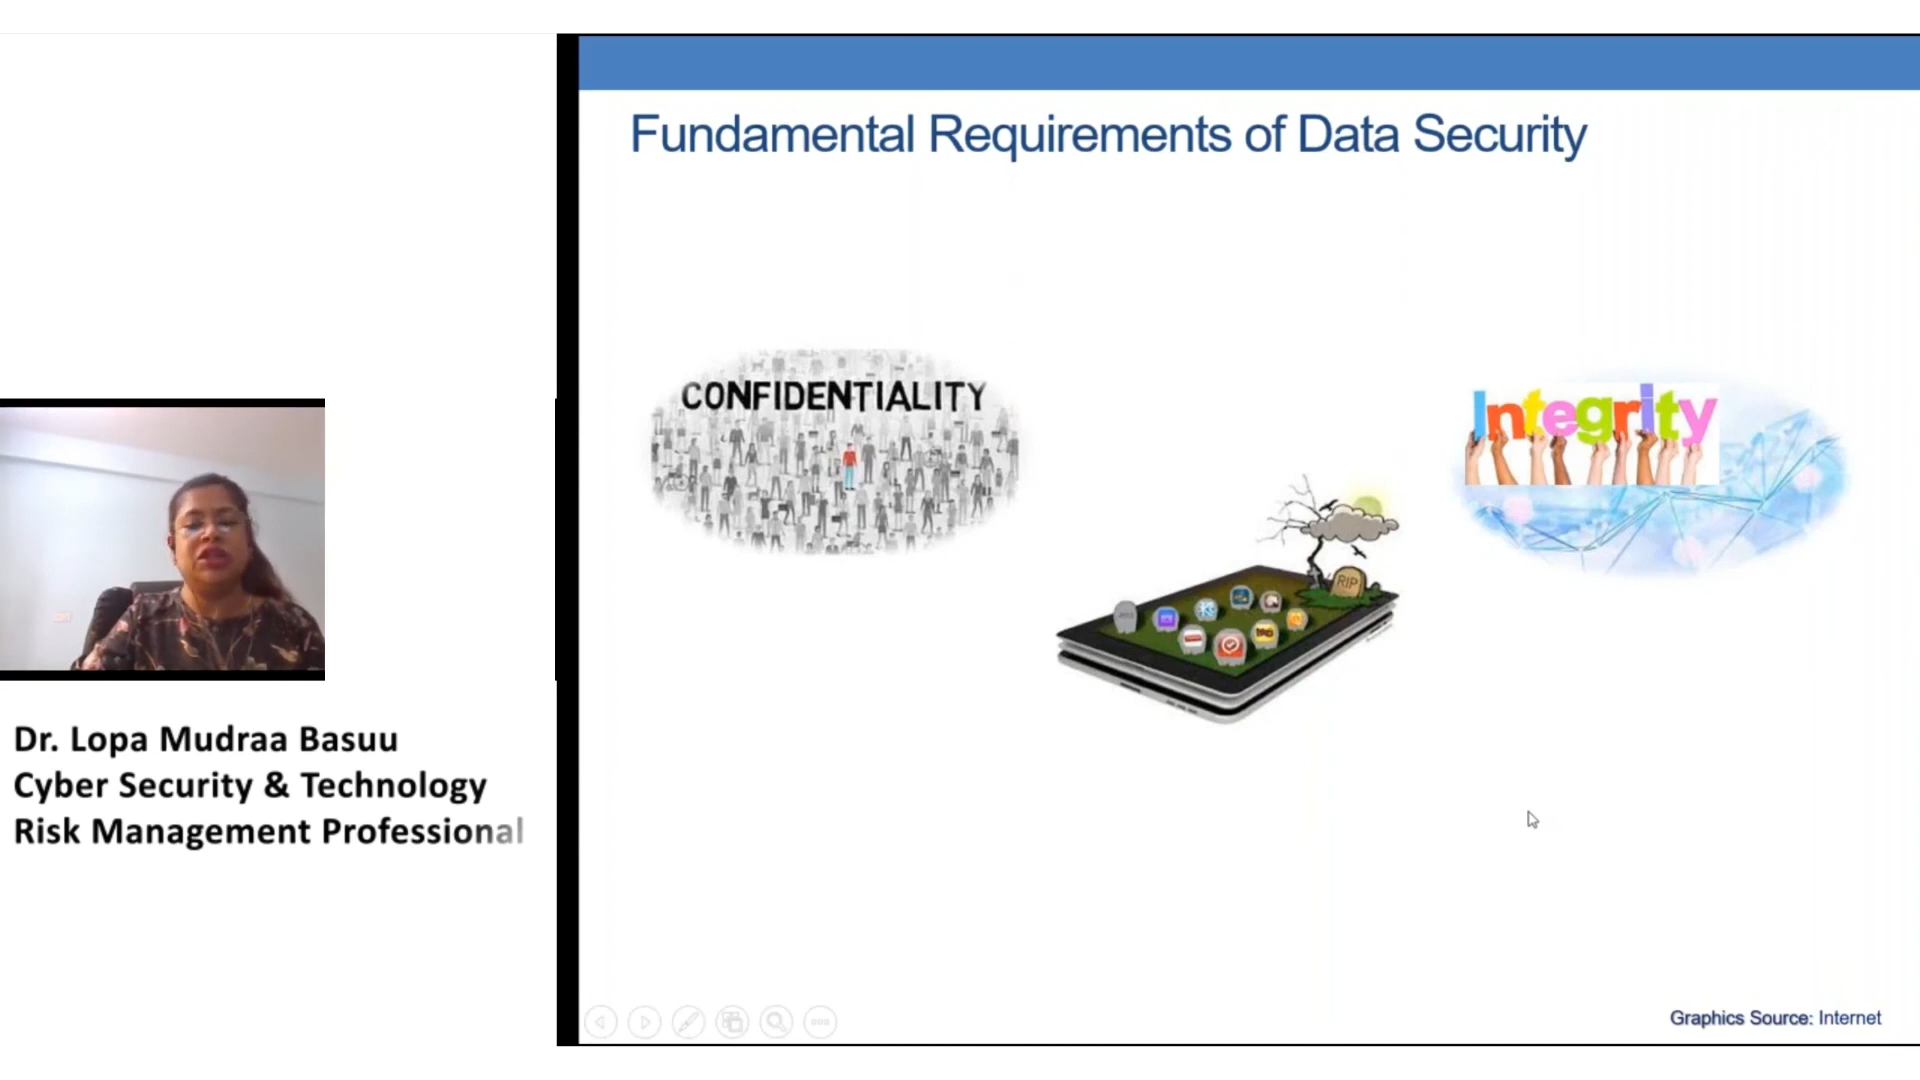 Fundamental Requirements of Data Security
CONFIDENTIALITY
Integrity
RIP
Dr. Lopa Mudraa Basuu
Cyber Security & Technology
Risk Management Professional
Graphics Source: Internet